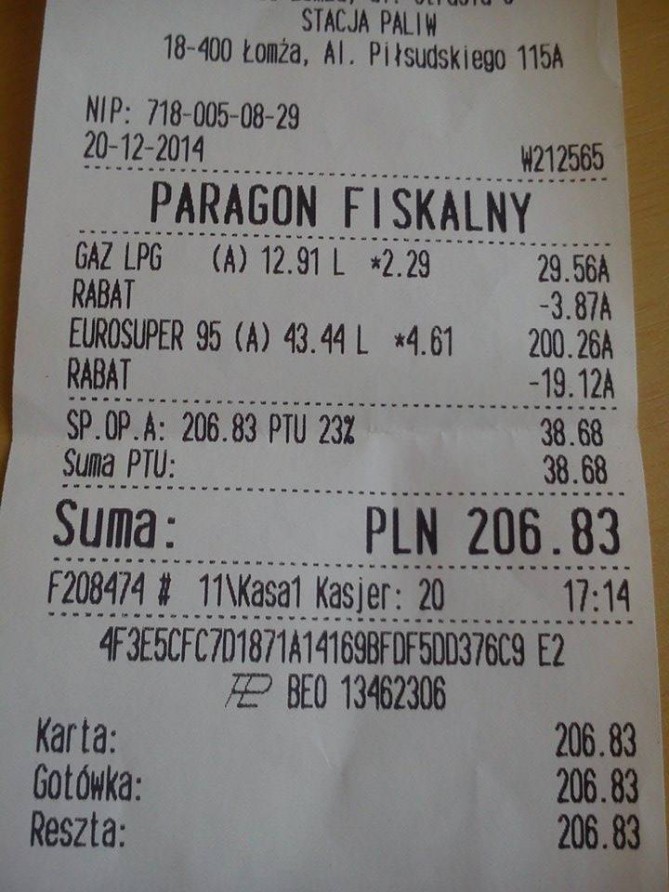 STACJA PALIW
18-400 Łomża, Al. Piłsudskiego 115A
NIP: 718-005-08-29
20-12-2014 W212565
PARAGON FISKALNY
GAZ LPG (A) 12.91 L *2.29 29.56A
RABAT -3.87A
EUROSUPER 95 (A) 43.44 L *4.61 200.26A
RABAT -19.12A
SP.OP.A: 206.83 PTU 23% 38.68
Suma PTU: 38.68
Suma: PLN 206.83
F208474 # 11\Kasa1 Kasjer: 20 17:14
4F3E5CFC7D1871A14169BFDF5DD376C9 E2
BEO 13462306
Karta: 206.83
Gotówka: 206.83
Reszta: 206.83